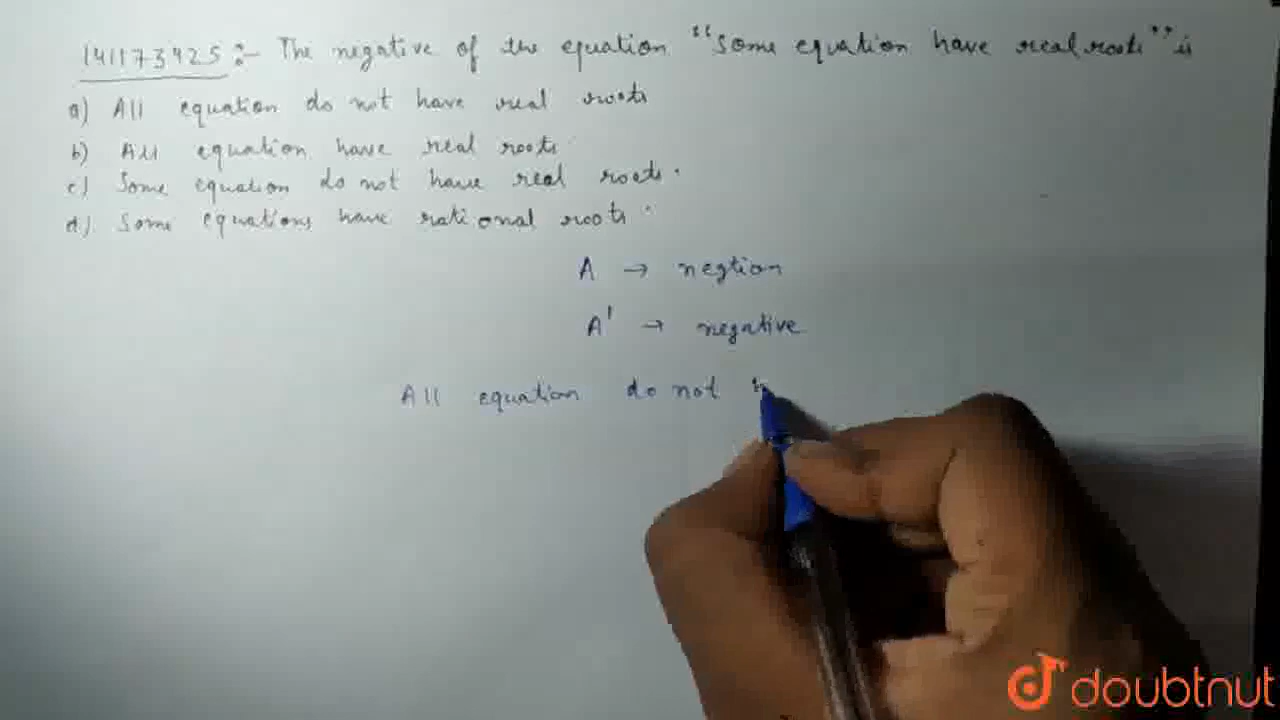 141173425 :- The negative of the equation "some equation have real roots" is
a) All equation do not have real roots
b) All equation have real roots
c) Some equation do not have real roots.
d). Some equations have rational roots.
A → negtion
A' → negative
All equation do not
doubtnut